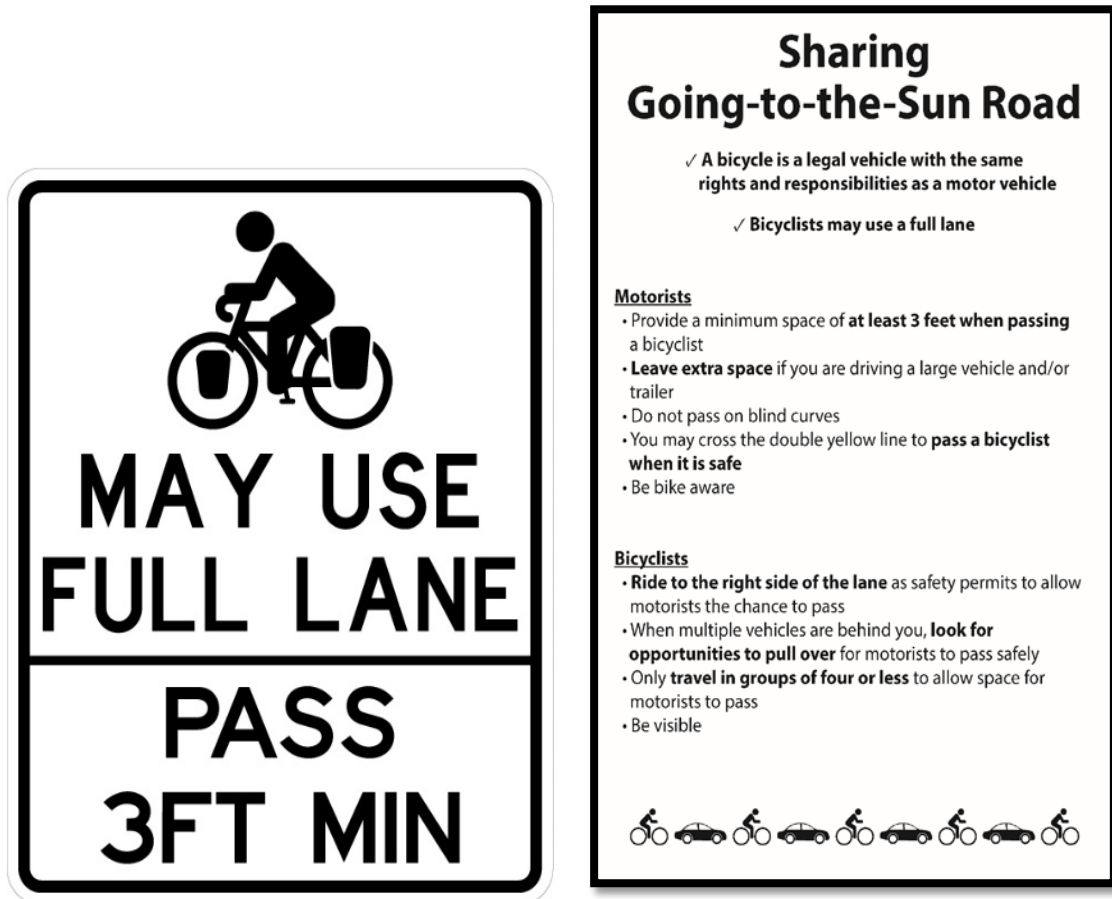 MAY USE
FULL LANE
PASS
3FT MIN
Sharing
Going-to-the-Sun Road
✓ A bicycle is a legal vehicle with the same
rights and responsibilities as a motor vehicle
✓ Bicyclists may use a full lane
Motorists
• Provide a minimum space of at least 3 feet when passing
a bicyclist
• Leave extra space if you are driving a large vehicle and/or
trailer
• Do not pass on blind curves
• You may cross the double yellow line to pass a bicyclist
when it is safe
• Be bike aware
Bicyclists
• Ride to the right side of the lane as safety permits to allow
motorists the chance to pass
• When multiple vehicles are behind you, look for
opportunities to pull over for motorists to pass safely
• Only travel in groups of four or less to allow space for
motorists to pass
• Be visible